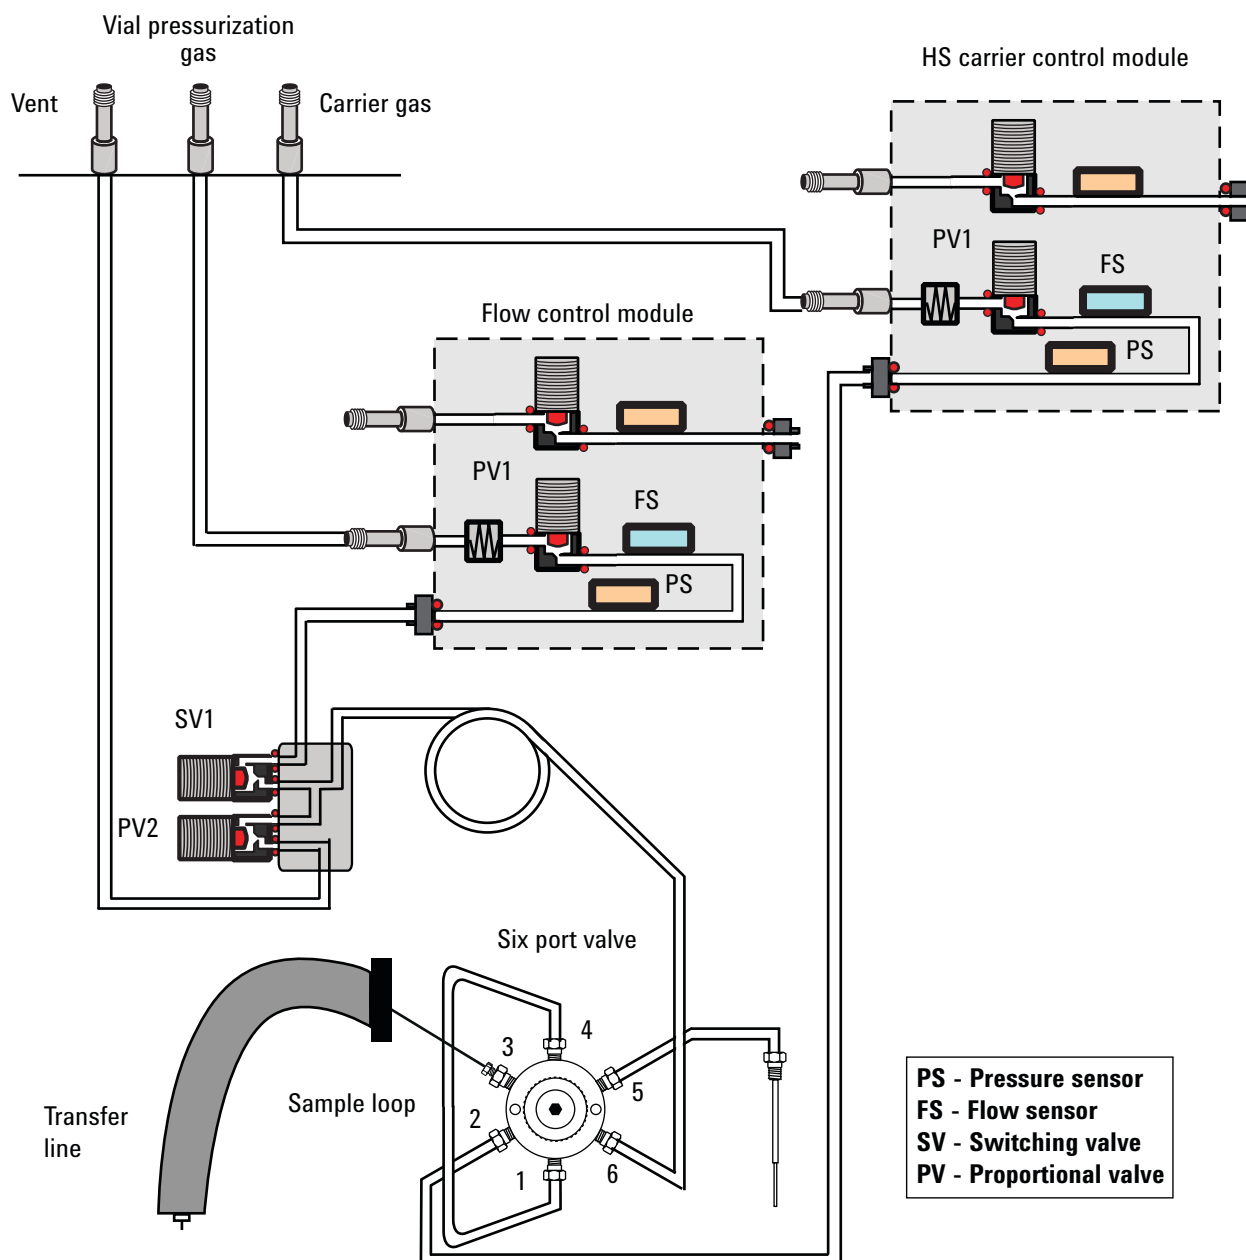 Vial pressurization
gas
HS carrier control module
Vent
Carrier gas
PV1
FS
Flow control module
PS
PV1
FS
PS
SV1
PV2
Six port valve
4
3
5
Sample loop
2
Transfer
line
1
6
PS - Pressure sensor
FS - Flow sensor
SV - Switching valve
PV - Proportional valve